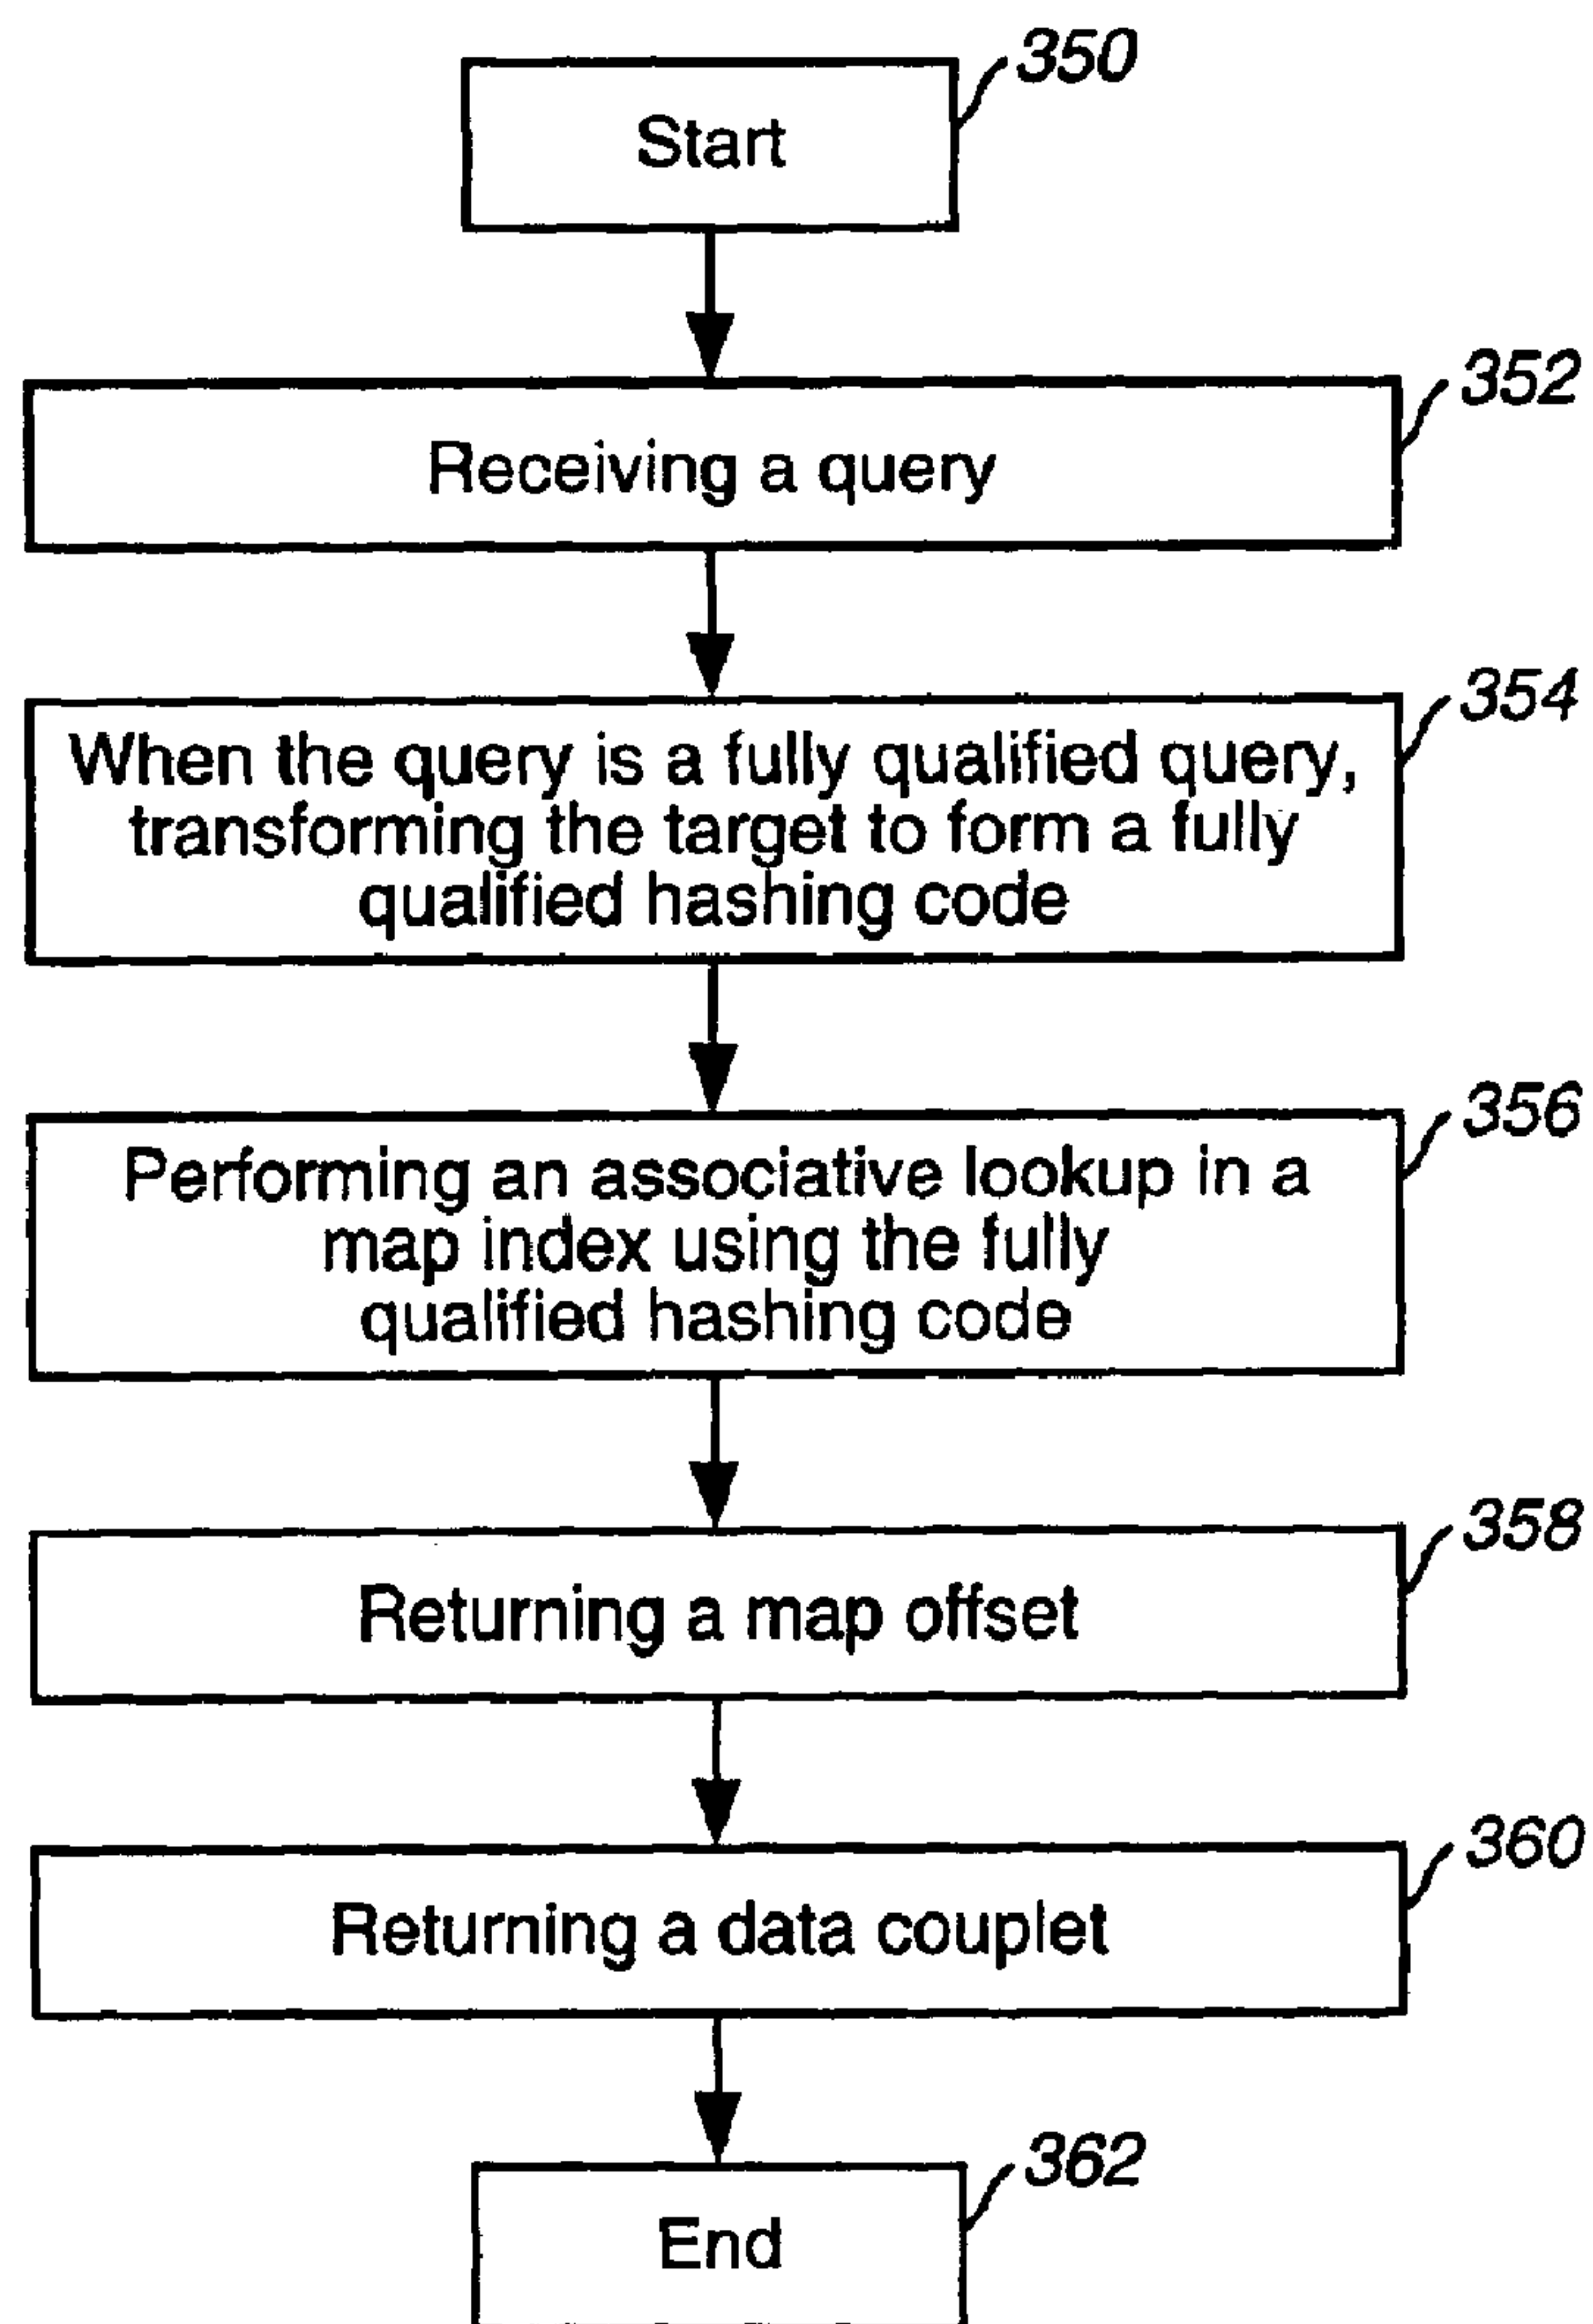 350
Start
352
Receiving a query
354
When the query is a fully qualified query,
transforming the target to form a fully
qualified hashing code
356
Performing an associative lookup in a
map index using the fully
qualified hashing code
358
Returning a map offset
360
Returning a data couplet
362
End